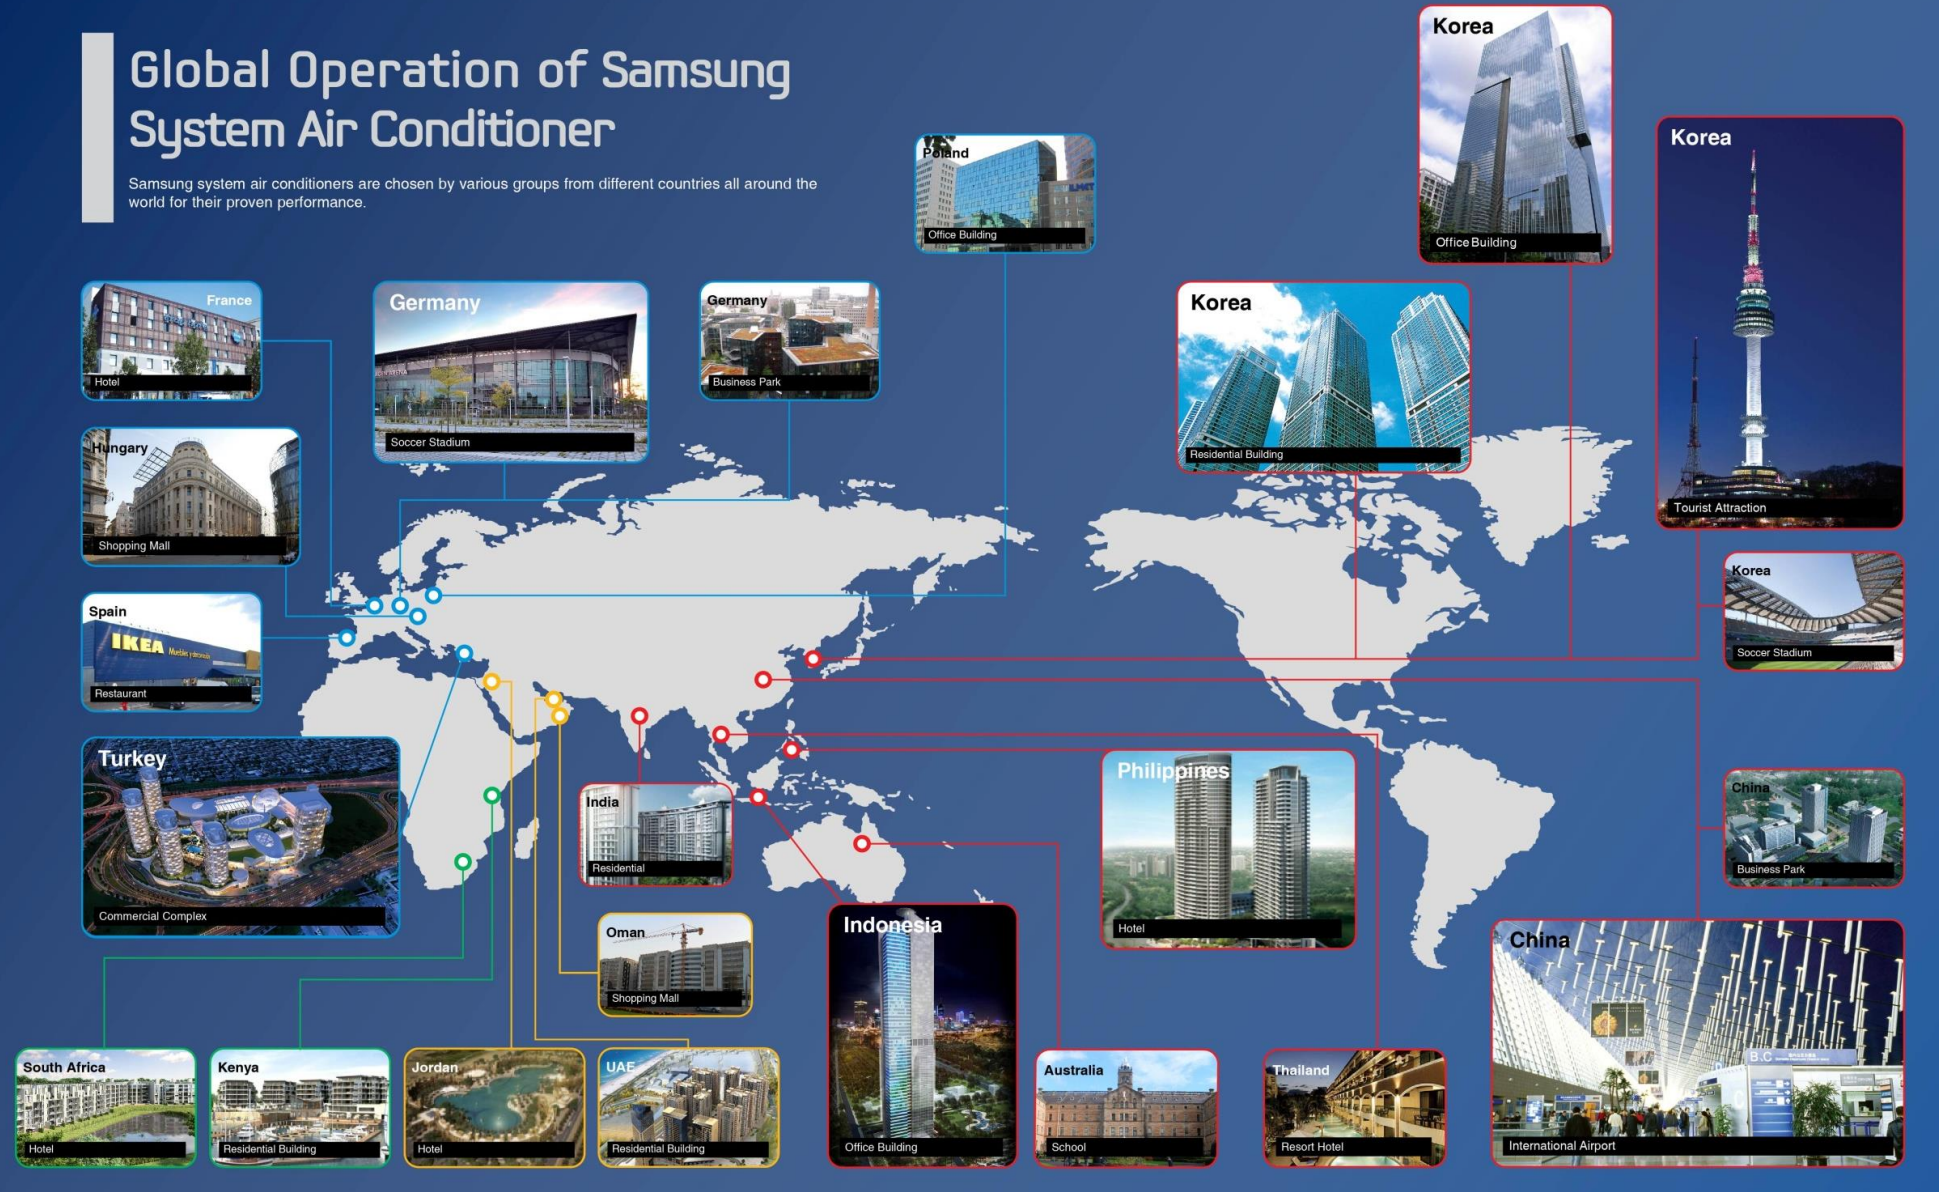 Global Operation of Samsung
System Air Conditioner
Samsung system air conditioners are chosen by various groups from different countries all around the
world for their proven performance.
Korea
Office Building
Korea
Tourist Attraction
Poland
Office Building
France
Hotel
Germany
Soccer Stadium
Germany
Business Park
Korea
Residential Building
Hungary
Shopping Mall
Korea
Soccer Stadium
Spain
IKEA
Restaurant
Turkey
Commercial Complex
India
Residential
Philippines
Hotel
China
Business Park
Oman
Shopping Mall
Indonesia
Office Building
China
B.C
International Airport
South Africa
Hotel
Kenya
Residential Building
Jordan
Hotel
UAE
Residential Building
Australia
School
Thailand
Resort Hotel